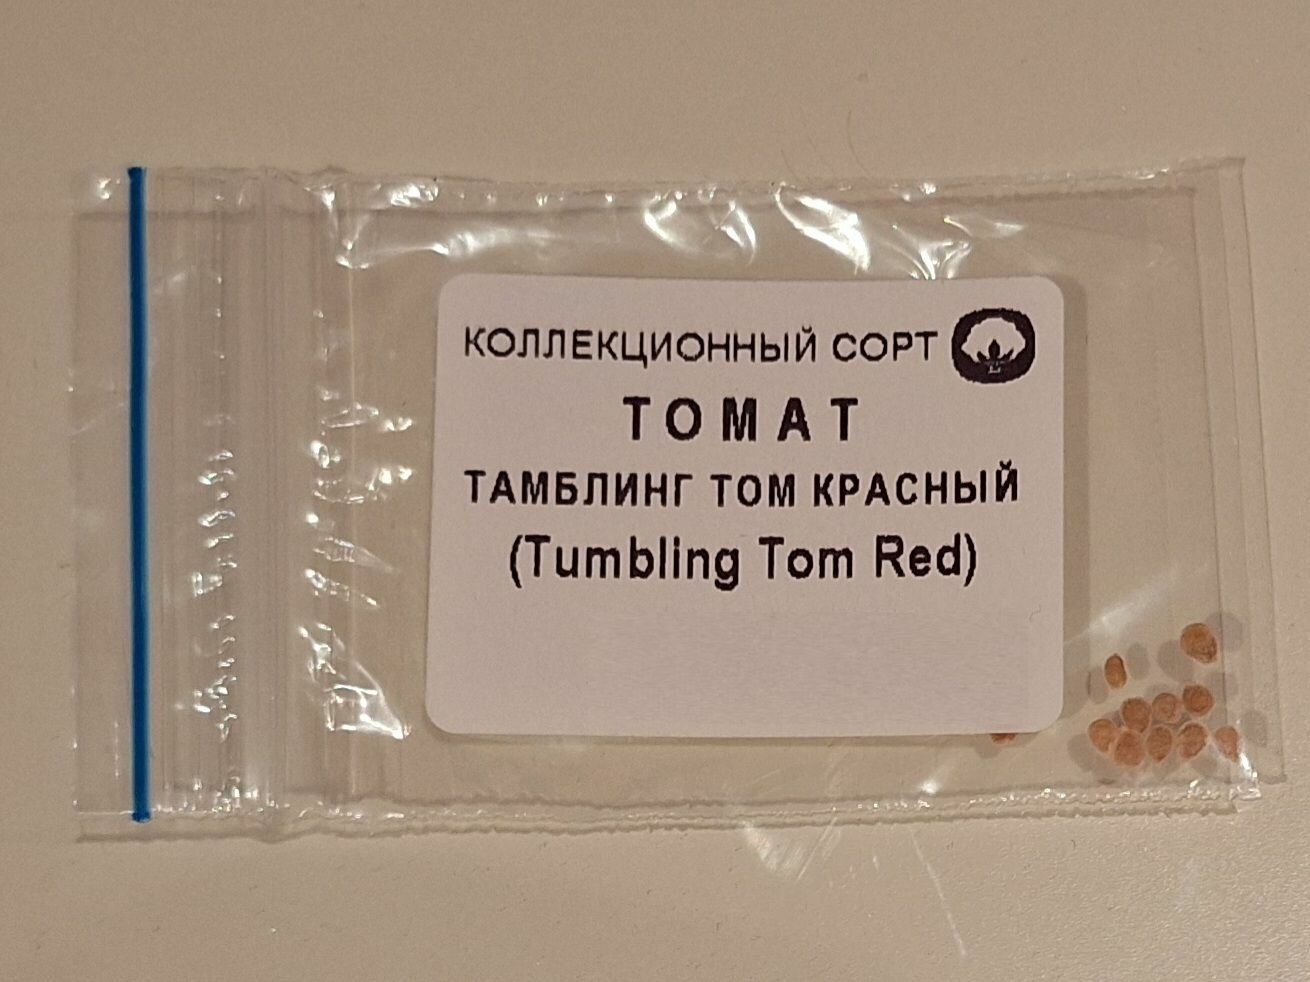 КОЛЛЕКЦИОННЫЙ СОРТ
ТОМАТ
ТАМБЛИНГ ТОМ КРАСНЫЙ
(Tumbling Tom Red)